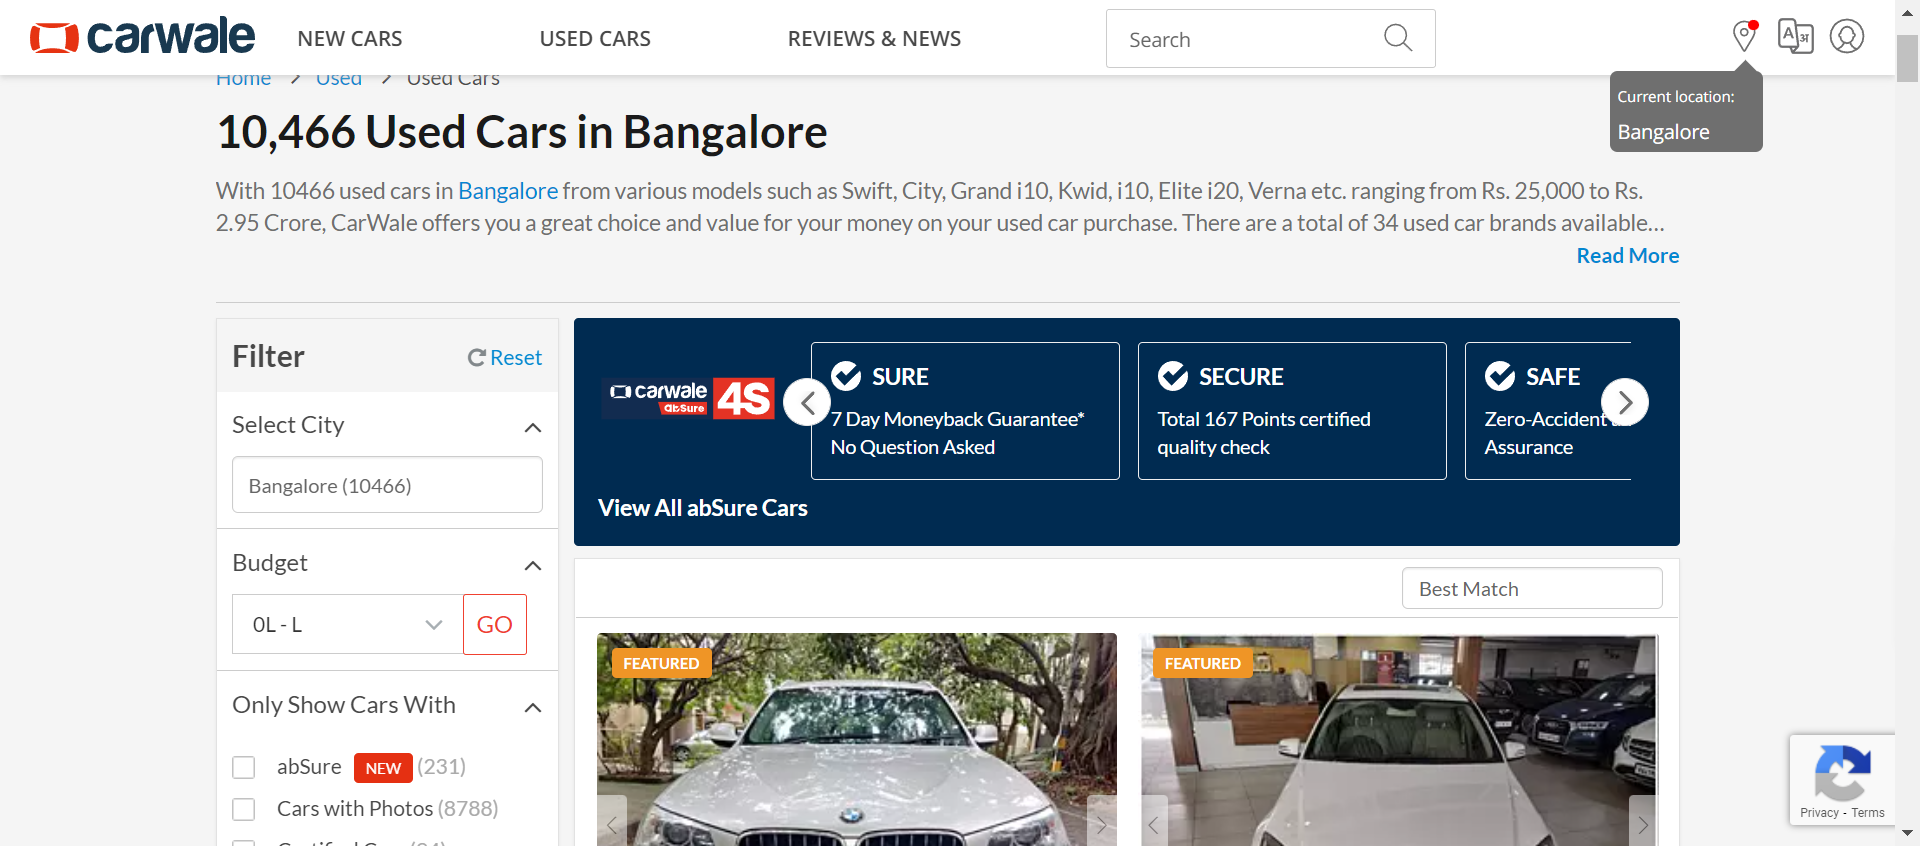 carwale NEW CARS USED CARS REVIEWS & NEWS Search
Home > Used > Used Cars
Current location:
Bangalore
10,466 Used Cars in Bangalore
With 10466 used cars in Bangalore from various models such as Swift, City, Grand i10, Kwid, i10, Elite i20, Verna etc. ranging from Rs. 25,000 to Rs.
2.95 Crore, CarWale offers you a great choice and value for your money on your used car purchase. There are a total of 34 used car brands available...
Read More
Filter
Reset
Select City
Bangalore (10466)
Budget
0L - L
GO
Only Show Cars With
abSure NEW (231)
Cars with Photos (8788)
carwale
abSure
4S
SURE
7 Day Moneyback Guarantee*
No Question Asked
SECURE
Total 167 Points certified
quality check
SAFE
Zero-Accident
Assurance
View All abSure Cars
Best Match
FEATURED
FEATURED
Privacy - Terms